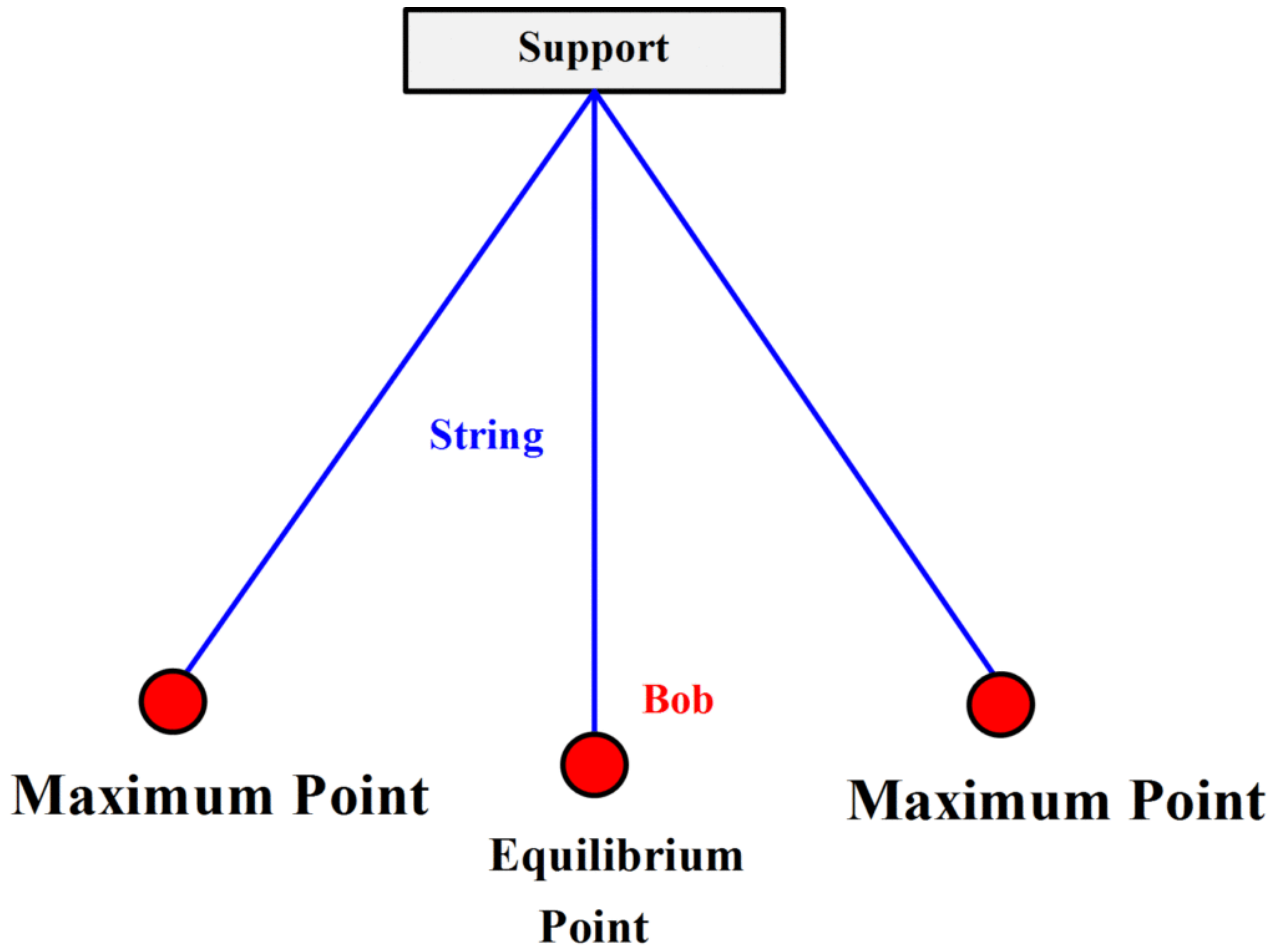 Support
String
Bob
Maximum Point
Maximum Point
Equilibrium
Point